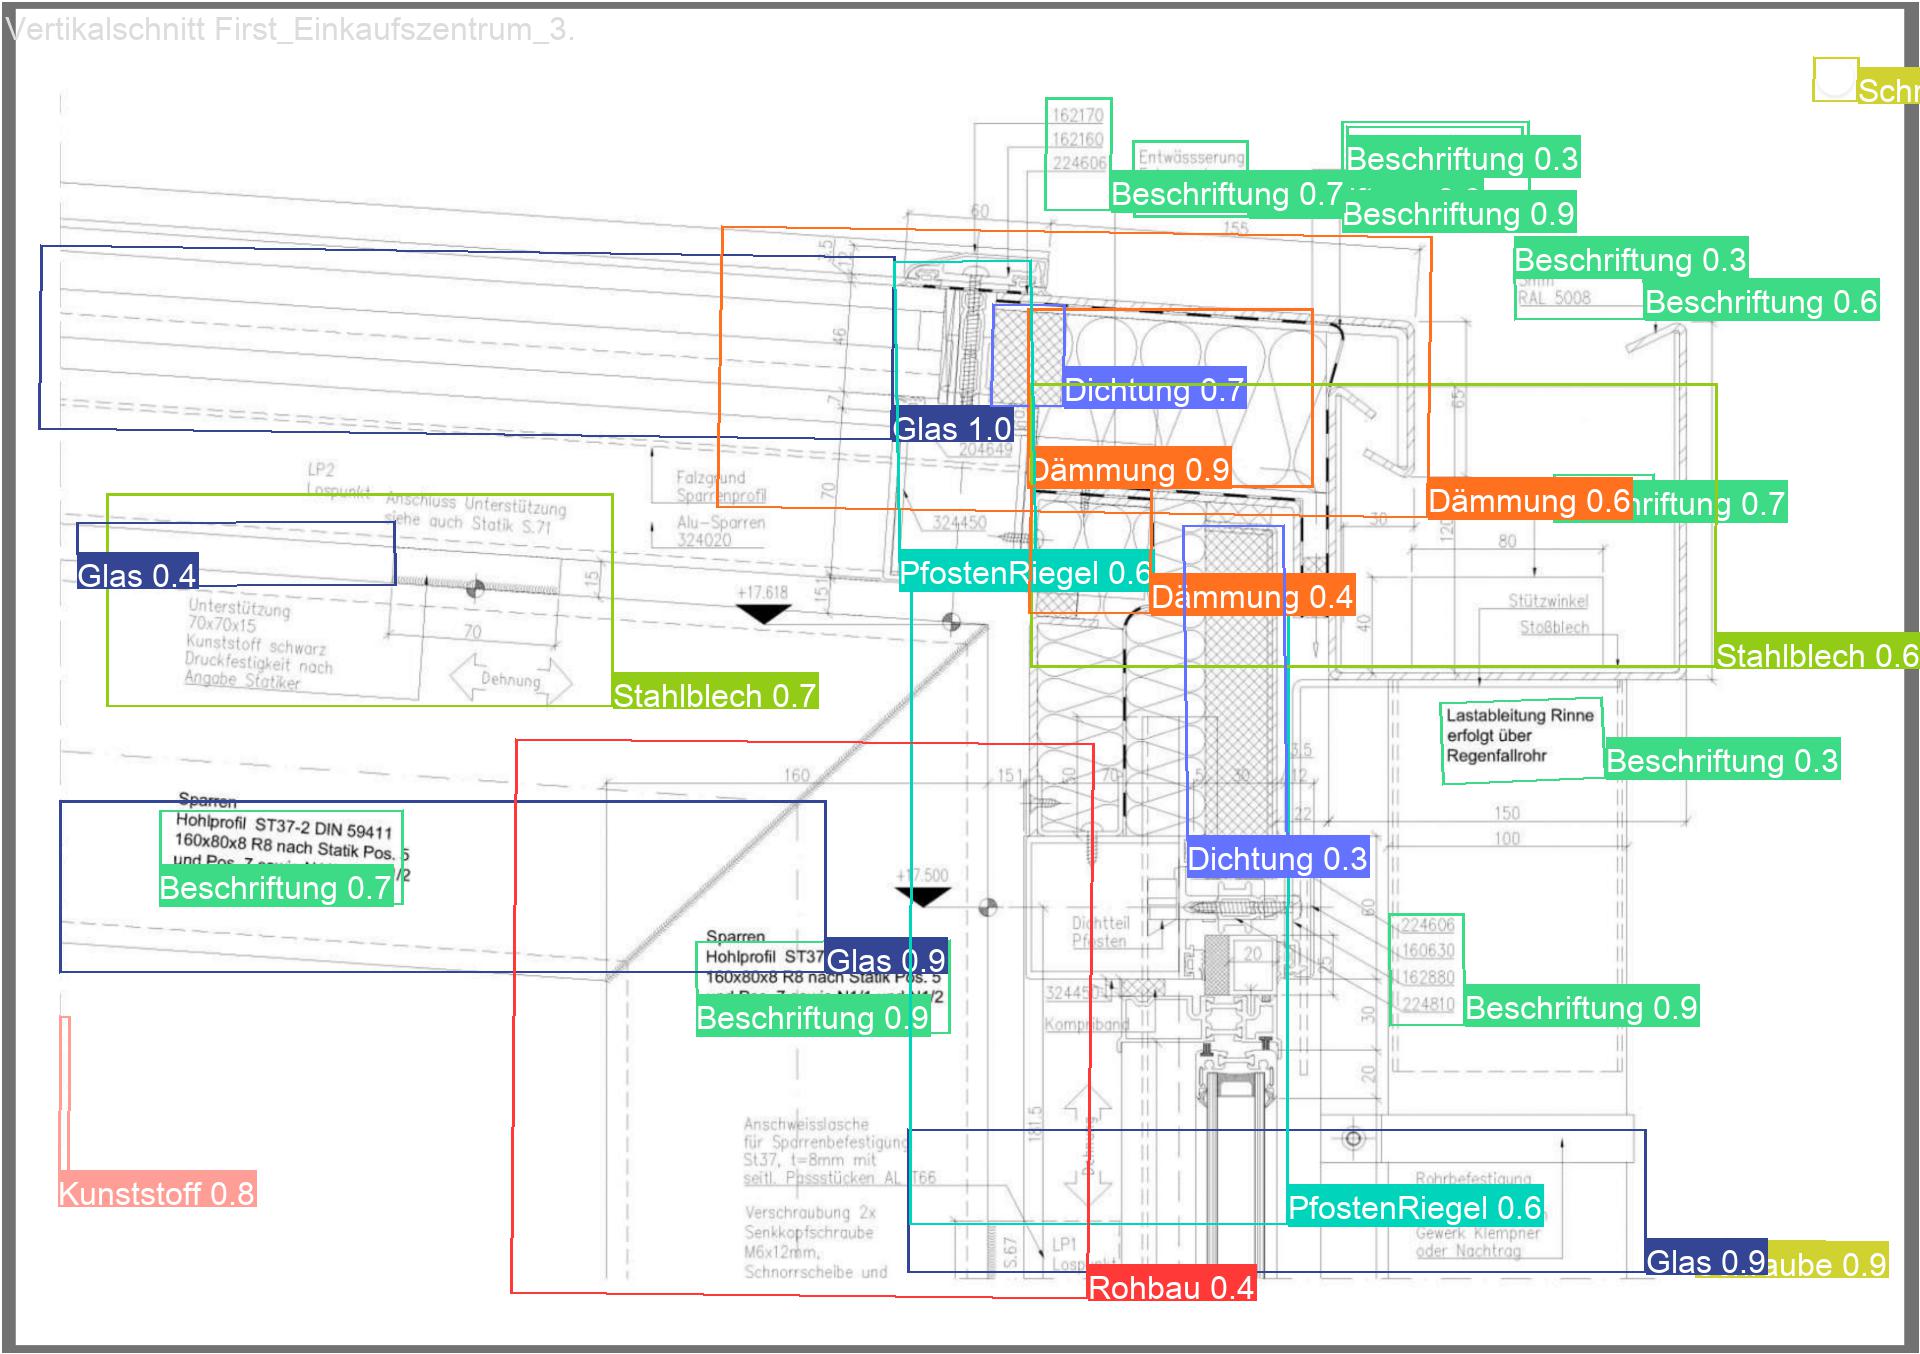 Vertikalschnitt First_Einkaufszentrum_3.
Schr
162170
162160
224606
Entwässserung
Beschriftung 0.7
Beschriftung 0.3
Beschriftung 0.9
60
155
Beschriftung 0.3
5mm
RAL 5008
Beschriftung 0.6
46
Dichtung 0.7
Glas 1.0
204649
Dämmung 0.9
65
Dämmung 0.6
hriftung 0.7
LP2
Lospunkt
Anschluss Unterstützung
siehe auch Statik S.71
Falzgrund
Sparrenprofil
Alu-Sparren
324020
70
324450
30
120
80
Glas 0.4
15
PfostenRiegel 0.6
Dämmung 0.4
+17.618
151
Unterstützung
70x70x15
Kunststoff schwarz
Druckfestigkeit nach
Angabe Statiker
70
Dehnung
Stützwinkel
Stoßblech
40
Stahlblech 0.6
Stahlblech 0.7
Lastableitung Rinne
erfolgt über
Regenfallrohr
Beschriftung 0.3
3.5
160
151
50
70
5
30
12
22
150
100
Sparren
Hohlprofil ST37-2 DIN 59411
160x80x8 R8 nach Statik Pos. 5
und Pos. 7
Beschriftung 0.7
Dichtung 0.3
+17.500
Dichtteil
Pfosten
60
224606
160630
162880
224810
Beschriftung 0.9
Sparren
Hohlprofil ST37
160x80x8 R8 nach Statik Pos. 5
Glas 0.9
Beschriftung 0.9
20
25
324450
Kompriband
30
20
181.5
Dehnung
Anschweisslasche
für Sparrenbefestigung
St37, t=8mm mit
seitl. Passstücken AL T66
Verschraubung 2x
Senkkopfschraube
M6x12mm,
Schnorrscheibe und
Kunststoff 0.8
S.67
LP1
Lospunkt
Rohrbefestigung
PfostenRiegel 0.6
Gewerk Klempner
oder Nachtrag
Glas 0.9
aube 0.9
Rohbau 0.4